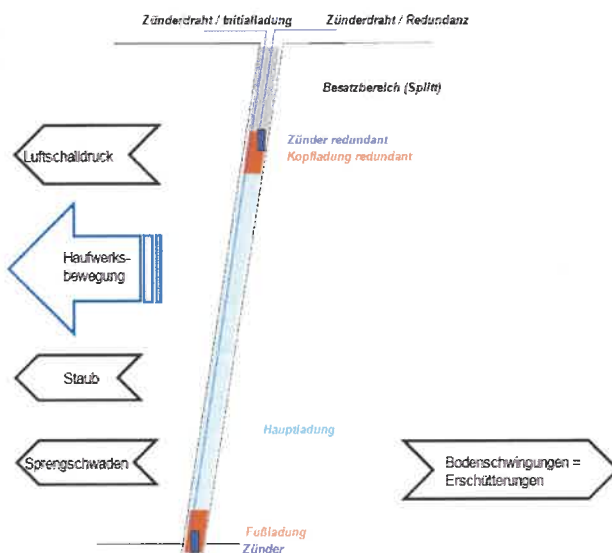 Zünderdraht / Initialladung
Zünderdraht / Redundanz
Besatzbereich (Splitt)
Luftschalldruck
Zünder redundant
Kopfladung redundant
Haufwerks-
bewegung
Staub
Hauptladung
Sprengschwaden
Bodenschwingungen =
Erschütterungen
Fußladung
Zünder